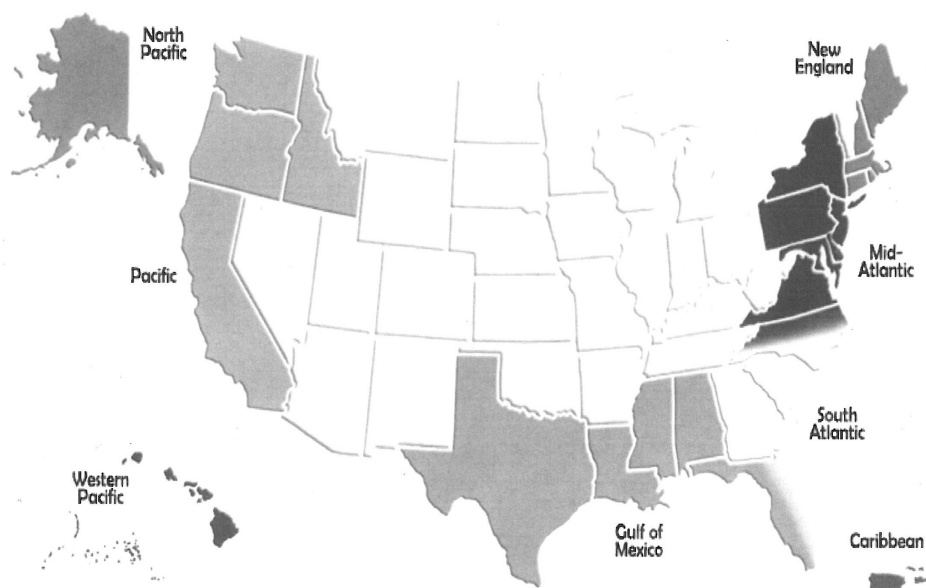 North
Pacific
New
England
Pacific
Mid-
Atlantic
South
Atlantic
Western
Pacific
Gulf of
Mexico
Caribbean